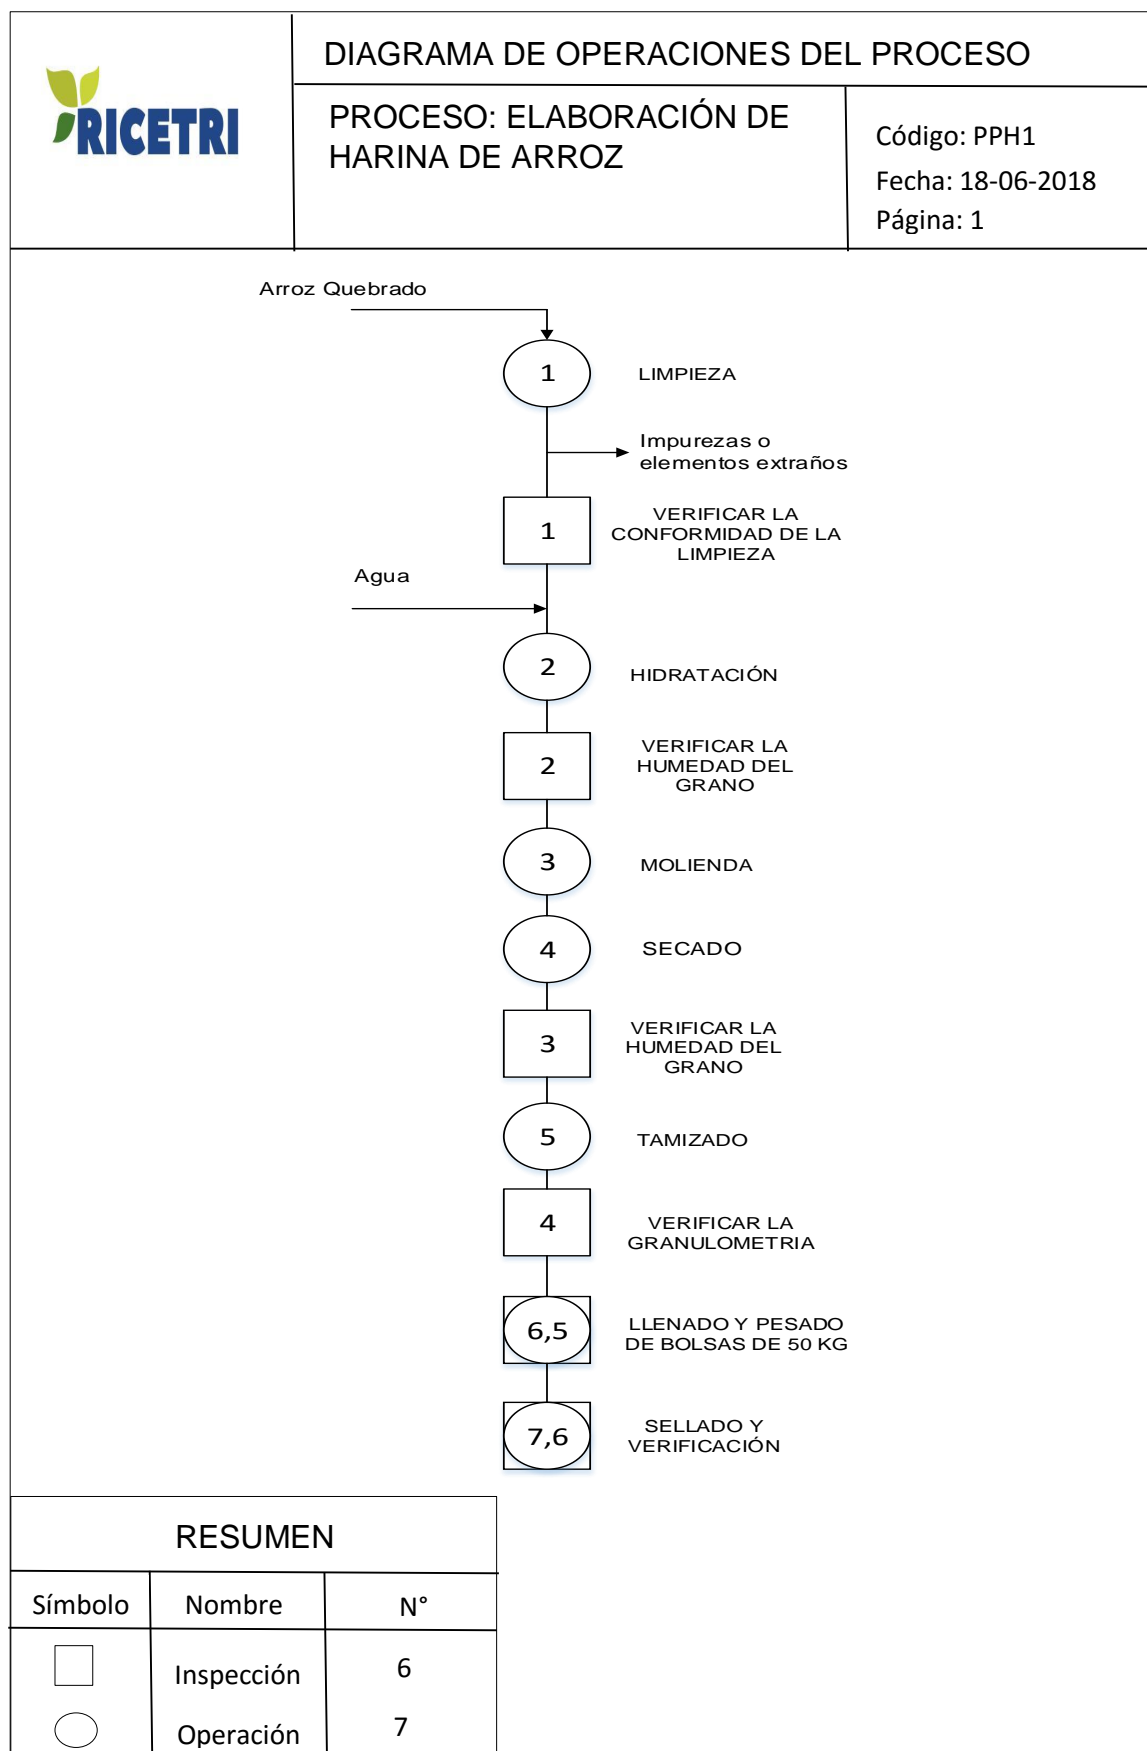 RICETRI
DIAGRAMA DE OPERACIONES DEL PROCESO
PROCESO: ELABORACIÓN DE
HARINA DE ARROZ
Código: PPH1
Fecha: 18-06-2018
Página: 1
Arroz Quebrado
1
LIMPIEZA
Impurezas o
elementos extraños
1
VERIFICAR LA
CONFORMIDAD DE LA
LIMPIEZA
Agua
2
HIDRATACIÓN
2
VERIFICAR LA
HUMEDAD DEL
GRANO
3
MOLIENDA
4
SECADO
3
VERIFICAR LA
HUMEDAD DEL
GRANO
5
TAMIZADO
4
VERIFICAR LA
GRANULOMETRIA
6,5
LLENADO Y PESADO
DE BOLSAS DE 50 KG
7,6
SELLADO Y
VERIFICACIÓN
RESUMEN
Símbolo Nombre N°
Inspección 6
Operación 7